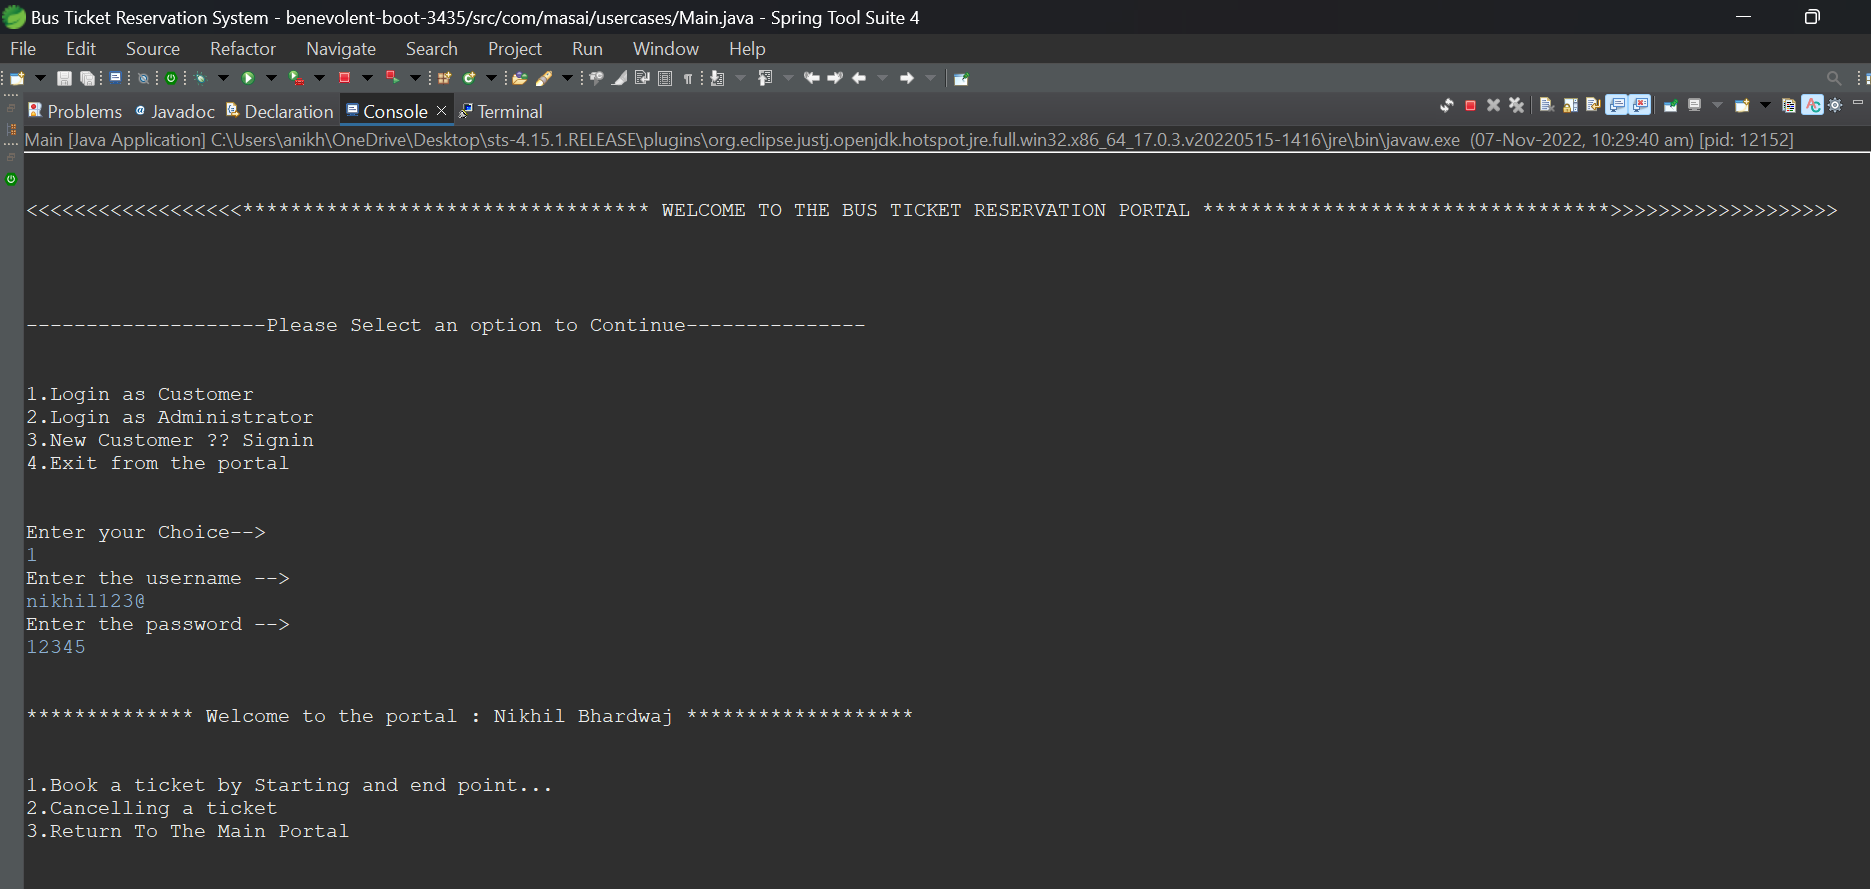 Bus Ticket Reservation System - benevolent-boot-3435/src/com/masai/usercases/Main.java - Spring Tool Suite 4
File Edit Source Refactor Navigate Search Project Run Window Help
Problems @ Javadoc Declaration Console Terminal
Main [Java Application] C:\Users\anikh\OneDrive\Desktop\sts-4.15.1.RELEASE\plugins\org.eclipse.justj.openjdk.hotspot.jre.full.win32.x86_64_17.0.3.v20220515-1416\jre\bin\javaw.exe (07-Nov-2022, 10:29:40 am) [pid: 12152]
<<<<<<<<<<<<<<<<<<********************************** WELCOME TO THE BUS TICKET RESERVATION PORTAL **********************************>>>>>>>>>>>>>>>>>>>
--------------------Please Select an option to Continue---------------
1.Login as Customer
2.Login as Administrator
3.New Customer ?? Signin
4.Exit from the portal
Enter your Choice-->
1
Enter the username -->
nikhil123@
Enter the password -->
12345
************** Welcome to the portal : Nikhil Bhardwaj *******************
1.Book a ticket by Starting and end point...
2.Cancelling a ticket
3.Return To The Main Portal